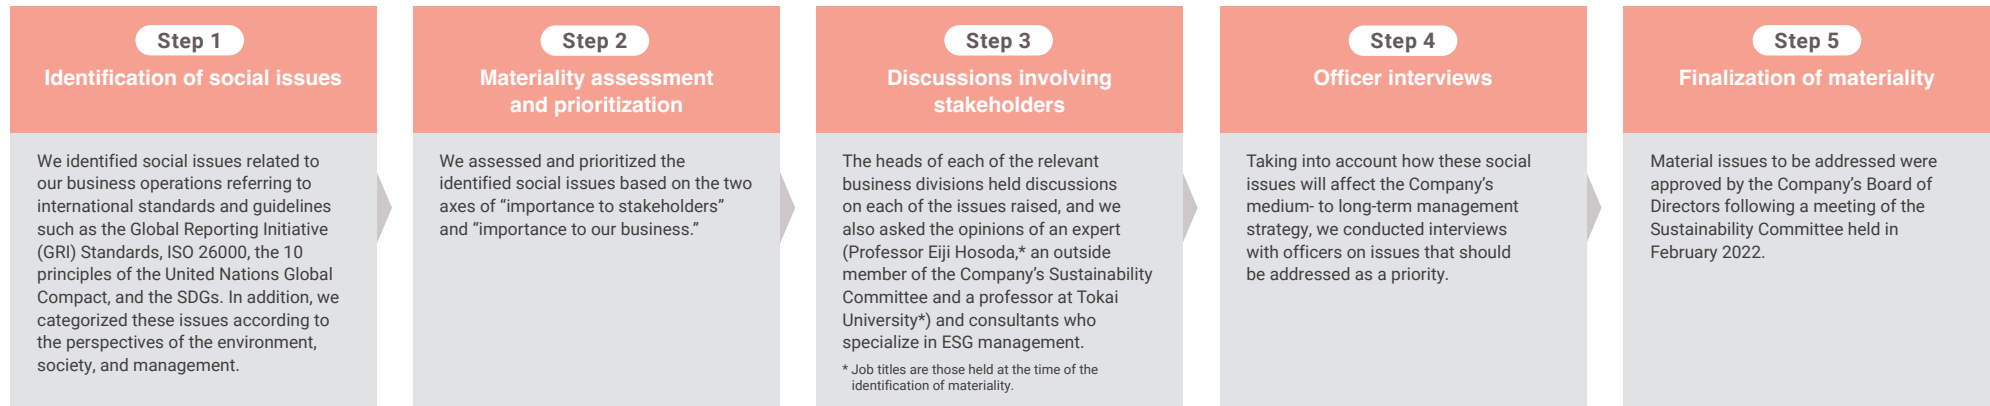 Step 1
Identification of social issues
We identified social issues related to
our business operations referring to
international standards and guidelines
such as the Global Reporting Initiative
(GRI) Standards, ISO 26000, the 10
principles of the United Nations Global
Compact, and the SDGs. In addition, we
categorized these issues according to
the perspectives of the environment,
society, and management.
Step 2
Materiality assessment
and prioritization
We assessed and prioritized the
identified social issues based on the two
axes of “importance to stakeholders”
and “importance to our business.”
Step 3
Discussions involving
stakeholders
The heads of each of the relevant
business divisions held discussions
on each of the issues raised, and we
also asked the opinions of an expert
(Professor Eiji Hosoda,* an outside
member of the Company’s Sustainability
Committee and a professor at Tokai
University*) and consultants who
specialize in ESG management.
* Job titles are those held at the time of the
identification of materiality.
Step 4
Officer interviews
Taking into account how these social
issues will affect the Company’s
medium- to long-term management
strategy, we conducted interviews
with officers on issues that should
be addressed as a priority.
Step 5
Finalization of materiality
Material issues to be addressed were
approved by the Company’s Board of
Directors following a meeting of the
Sustainability Committee held in
February 2022.